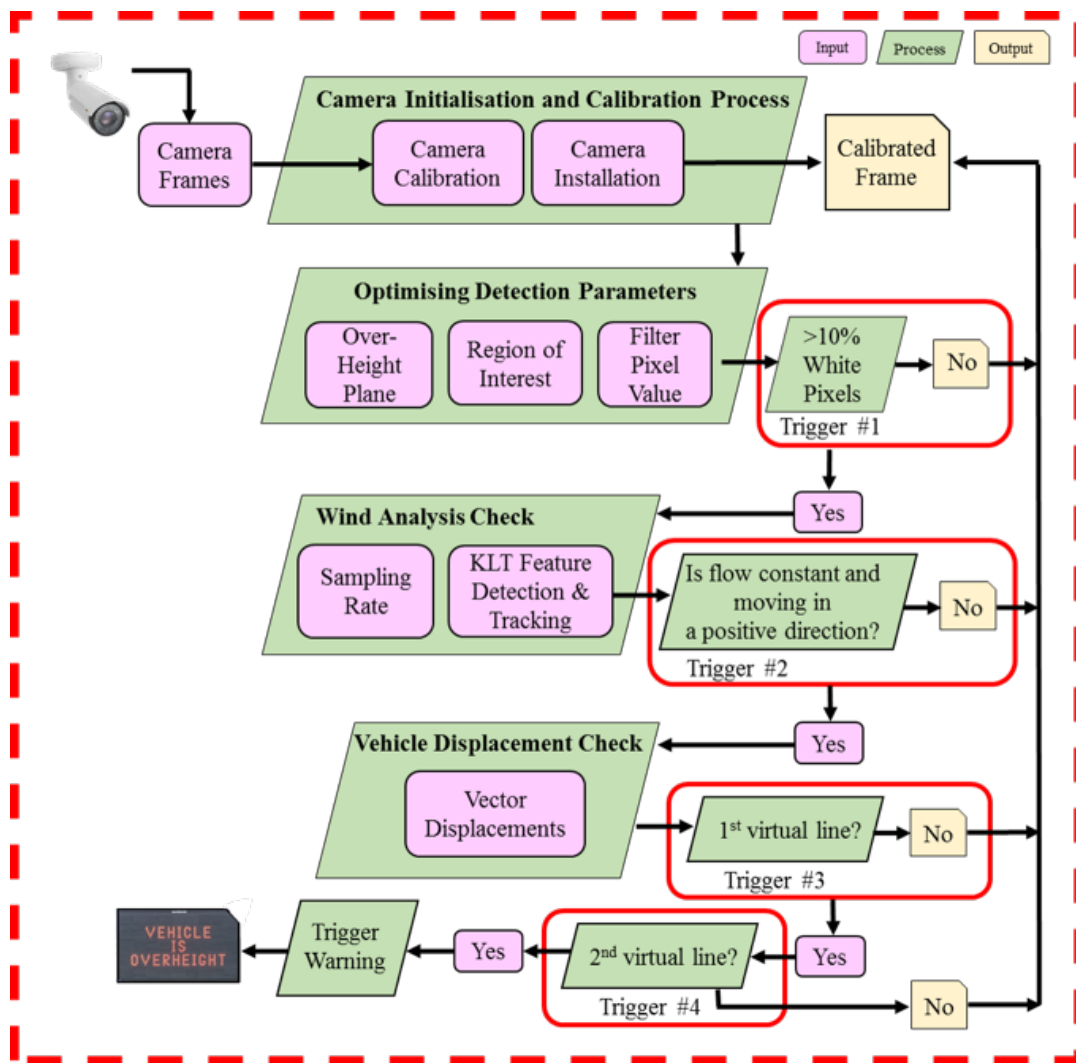 Input
Process
Output
Camera Initialisation and Calibration Process
Camera
Frames
Camera
Calibration
Camera
Installation
Calibrated
Frame
Optimising Detection Parameters
Over-
Height
Plane
Region of
Interest
Filter
Pixel
Value
>10%
White
Pixels
No
Trigger #1
Yes
Wind Analysis Check
Sampling
Rate
KLT Feature
Detection &
Tracking
Is flow constant and
moving in
a positive direction?
No
Trigger #2
Yes
Vehicle Displacement Check
Vector
Displacements
1st virtual line?
No
Trigger #3
VEHICLE
IS
OVERHEIGHT
Trigger
Warning
Yes
2nd virtual line?
Yes
Trigger #4
No